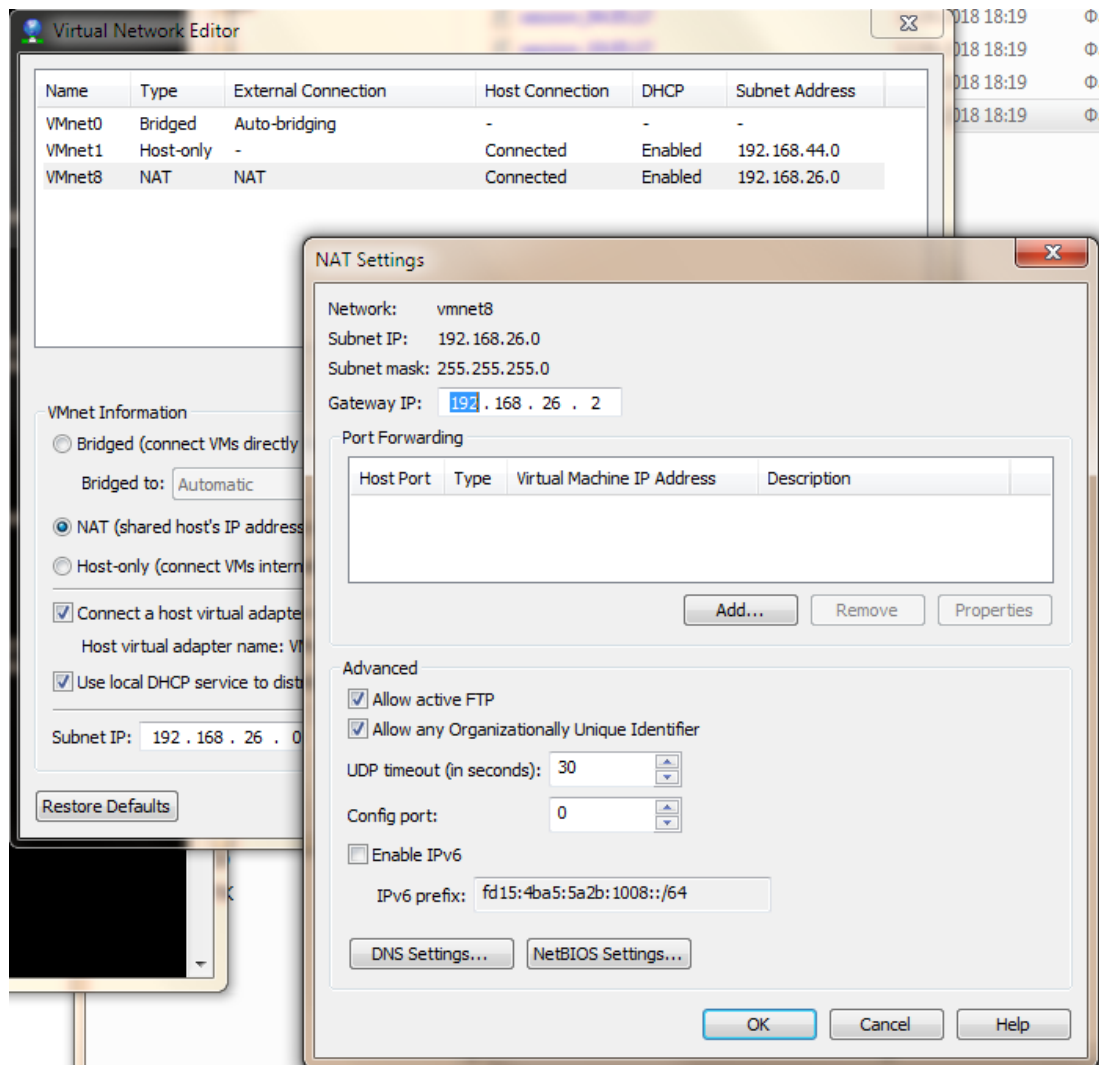 Virtual Network Editor
018 18:19 Ф
018 18:19 Ф
018 18:19 Ф
018 18:19 Ф
Name Type External Connection Host Connection DHCP Subnet Address
VMnet0 Bridged Auto-bridging - - -
VMnet1 Host-only - Connected Enabled 192.168.44.0
VMnet8 NAT NAT Connected Enabled 192.168.26.0
VMnet Information
Bridged (connect VMs directly
Bridged to: Automatic
NAT (shared host's IP address
Host-only (connect VMs intern
Connect a host virtual adapte
Host virtual adapter name: VM
Use local DHCP service to dist
Subnet IP: 192 . 168 . 26 . 0
Restore Defaults
NAT Settings
Network: vmnet8
Subnet IP: 192.168.26.0
Subnet mask: 255.255.255.0
Gateway IP: 192 . 168 . 26 . 2
Port Forwarding
Host Port Type Virtual Machine IP Address Description
Add... Remove Properties
Advanced
Allow active FTP
Allow any Organizationally Unique Identifier
UDP timeout (in seconds): 30
Config port: 0
Enable IPv6
IPv6 prefix: fd15:4ba5:5a2b:1008::/64
DNS Settings... NetBIOS Settings...
OK Cancel Help